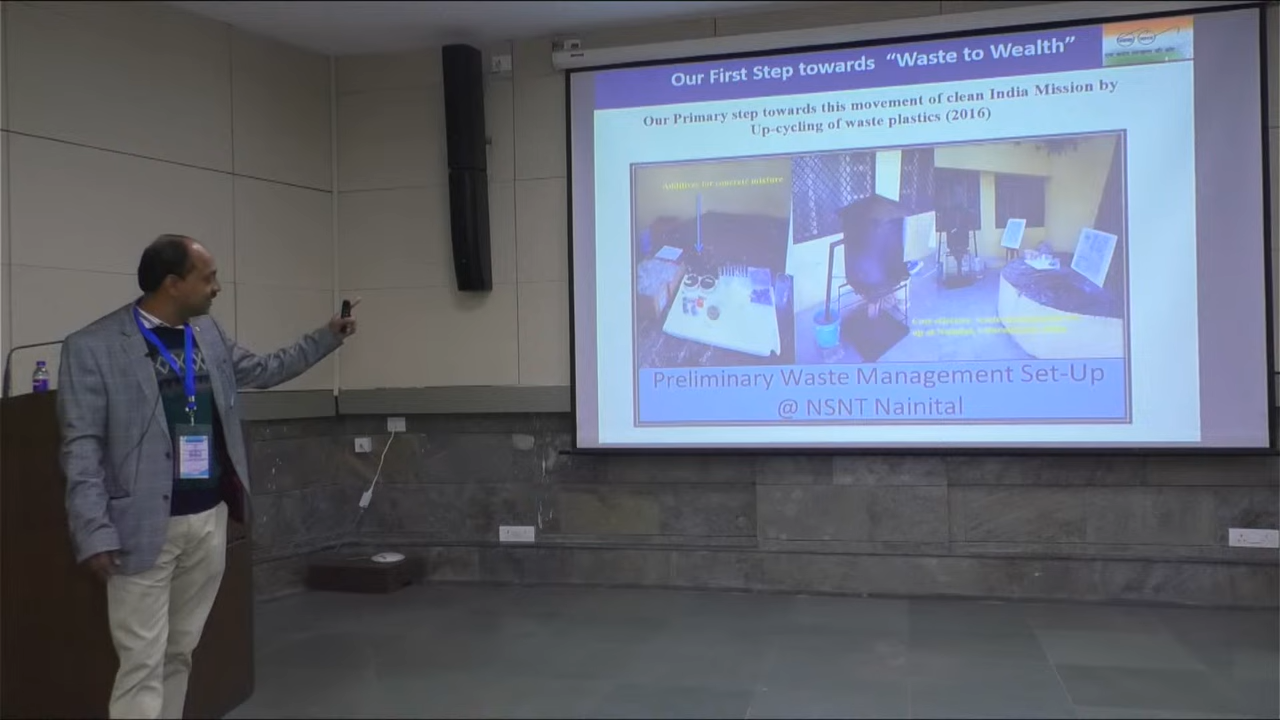 Our First Step towards “Waste to Wealth”
Our Primary step towards this movement of clean India Mission by
Up-cycling of waste plastics (2016)
Additives for concrete mixture
Preliminary Waste Management Set-Up
@ NSNT Nainital